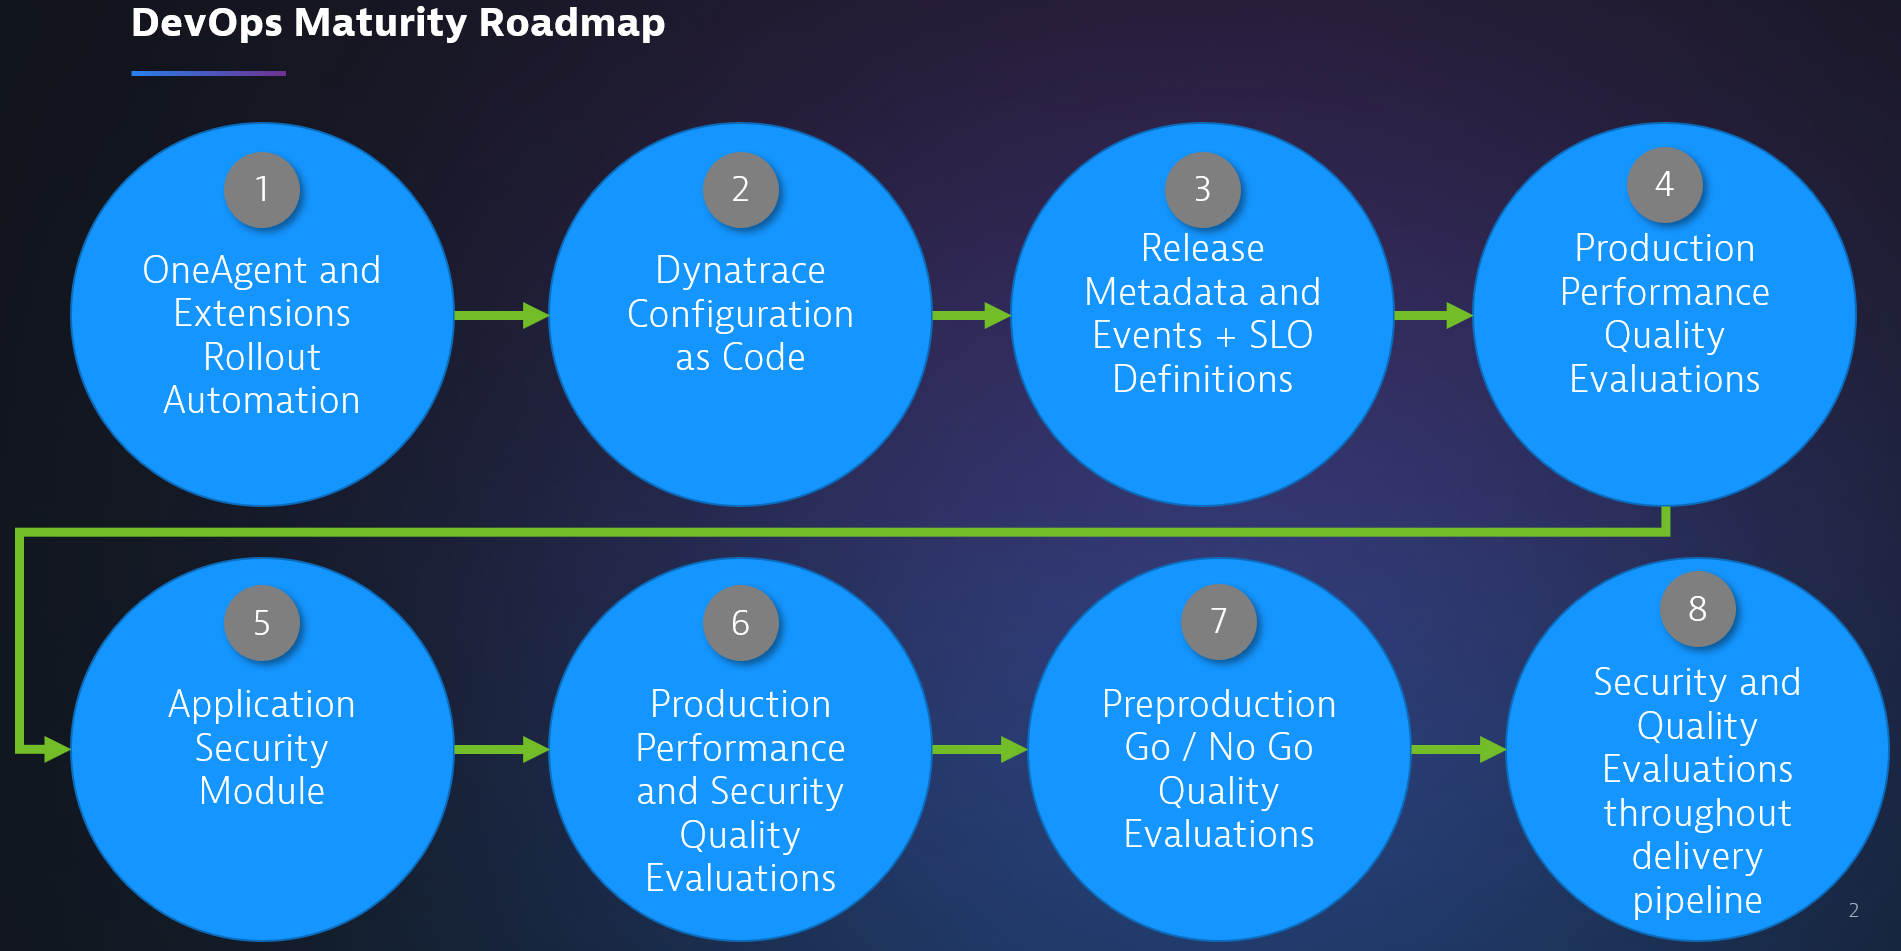 DevOps Maturity Roadmap
1
OneAgent and
Extensions
Rollout
Automation
2
Dynatrace
Configuration
as Code
3
Release
Metadata and
Events + SLO
Definitions
4
Production
Performance
Quality
Evaluations
5
Application
Security
Module
6
Production
Performance
and Security
Quality
Evaluations
7
Preproduction
Go / No Go
Quality
Evaluations
8
Security and
Quality
Evaluations
throughout
delivery
pipeline
2